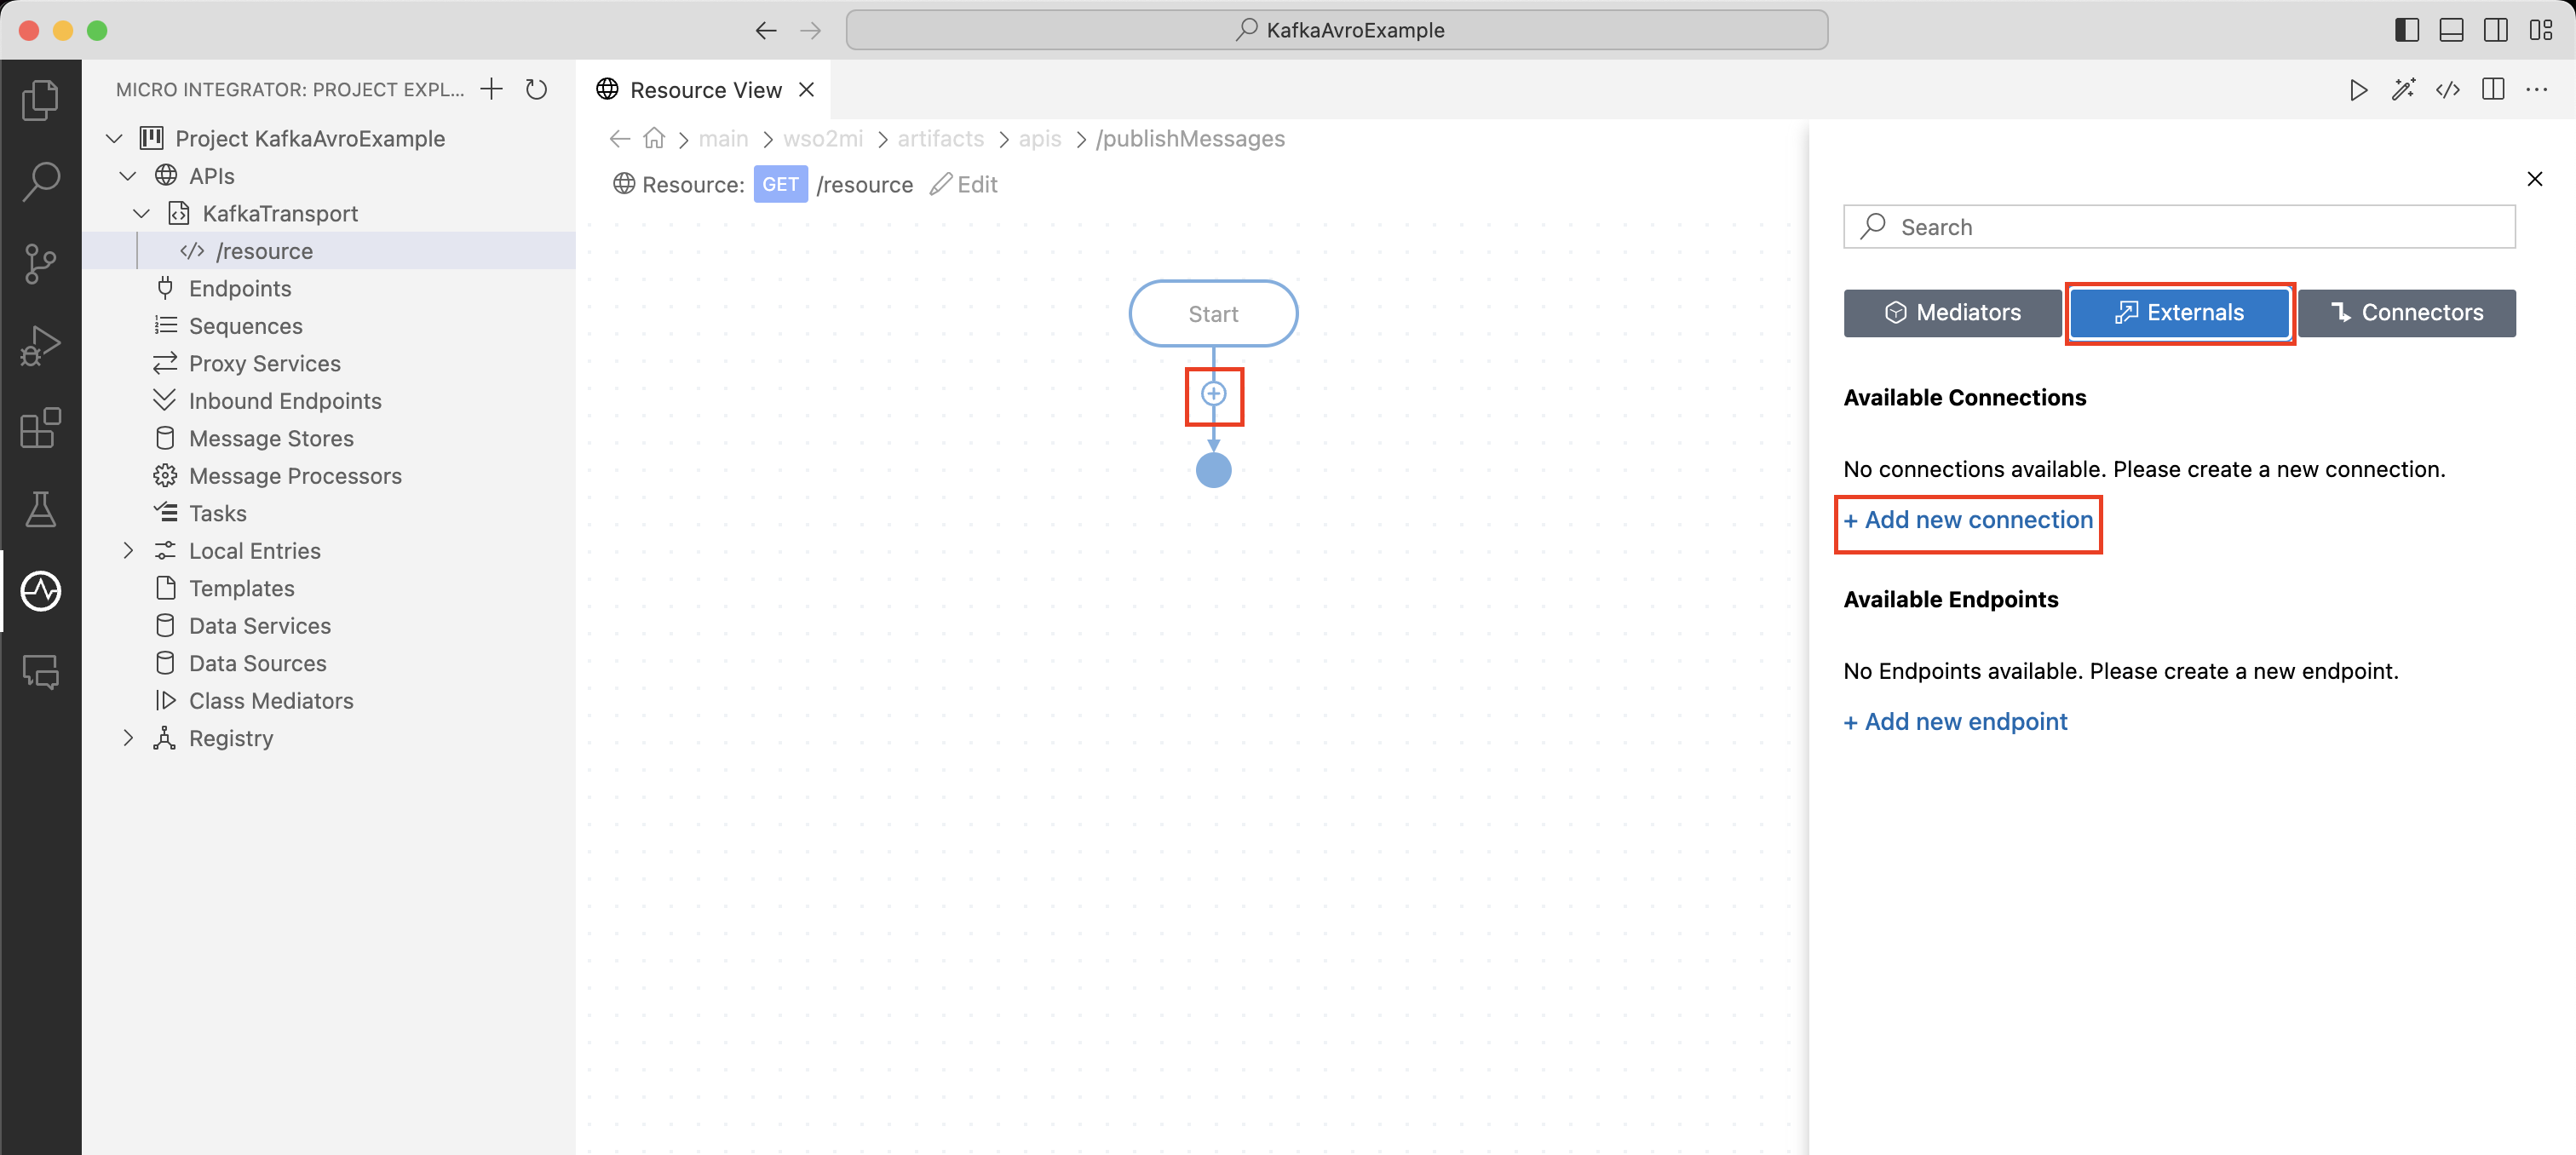 KafkaAvroExample
MICRO INTEGRATOR: PROJECT EXPL...
Project KafkaAvroExample
APIs
KafkaTransport
/resource
Endpoints
Sequences
Proxy Services
Inbound Endpoints
Message Stores
Message Processors
Tasks
Local Entries
Templates
Data Services
Data Sources
Class Mediators
Registry
Resource View
main > wso2mi > artifacts > apis > /publishMessages
Resource: GET /resource Edit
Start
Search
Mediators Externals Connectors
Available Connections
No connections available. Please create a new connection.
+ Add new connection
Available Endpoints
No Endpoints available. Please create a new endpoint.
+ Add new endpoint